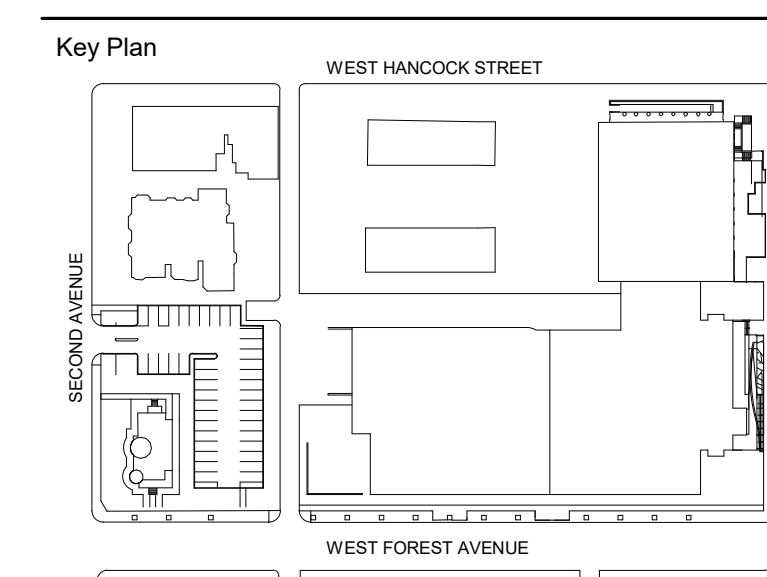 Key Plan
WEST HANCOCK STREET
SECOND AVENUE
WEST FOREST AVENUE